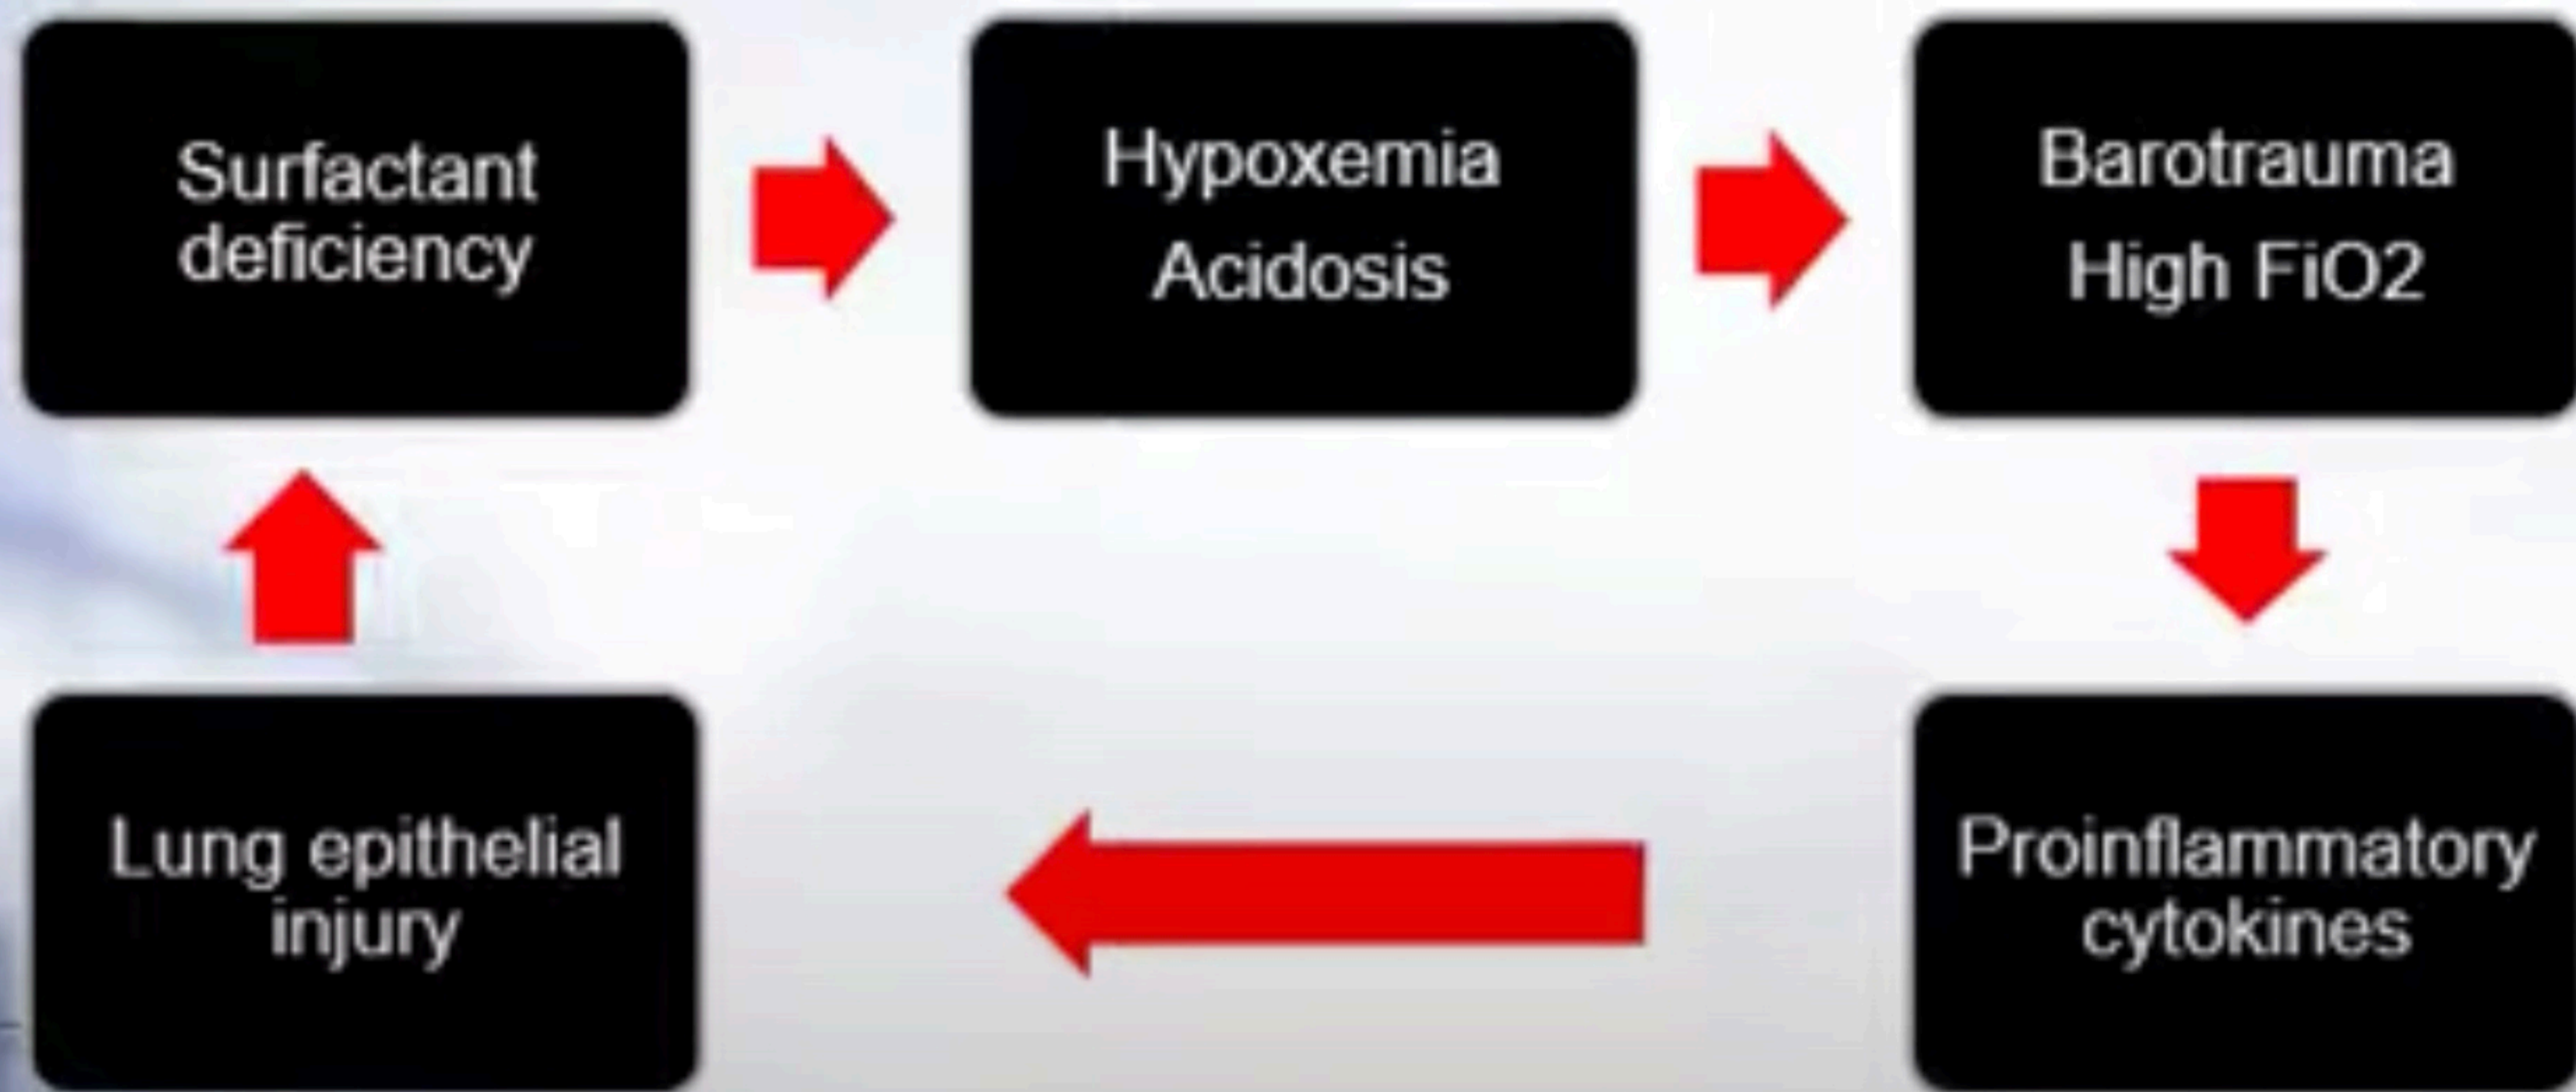 Surfactant
deficiency
Hypoxemia
Acidosis
Barotrauma
High FiO2
Lung epithelial
injury
Proinflammatory
cytokines